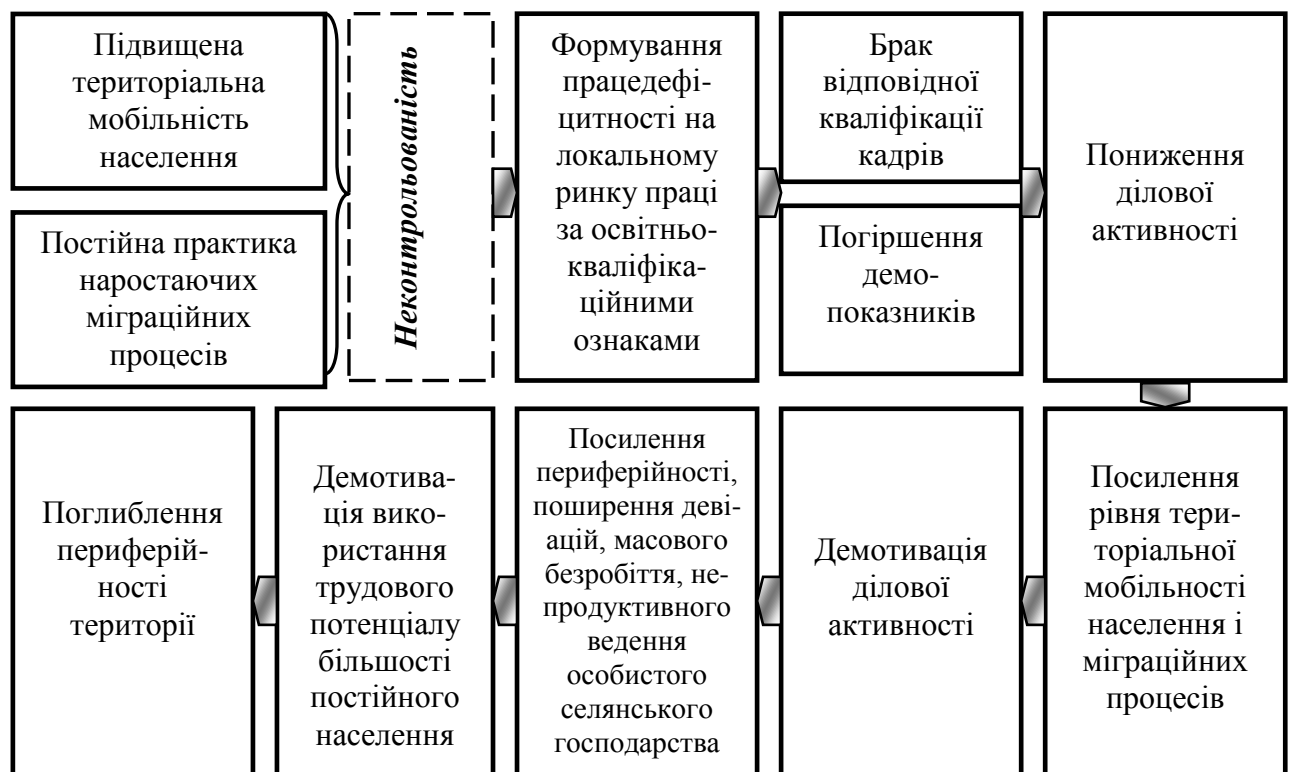 Підвищена
територіальна
мобільність
населення
Постійна практика
наростаючих
міграційних
процесів
Неконтрольованість
Формування
працедефі-
цитності на
локальному
ринку праці
за освітньо-
кваліфіка-
ційними
ознаками
Брак
відповідної
кваліфікації
кадрів
Погіршення
демо-
показників
Пониження
ділової
активності
Посилення
рівня тери-
торіальної
мобільності
населення і
міграційних
процесів
Демотивація
ділової
активності
Посилення
периферійності,
поширення деві-
ацій, масового
безробіття, не-
продуктивного
ведення
особистого
селянського
господарства
Демотива-
ція вико-
ристання
трудового
потенціалу
більшості
постійного
населення
Поглиблення
периферій-
ності
території